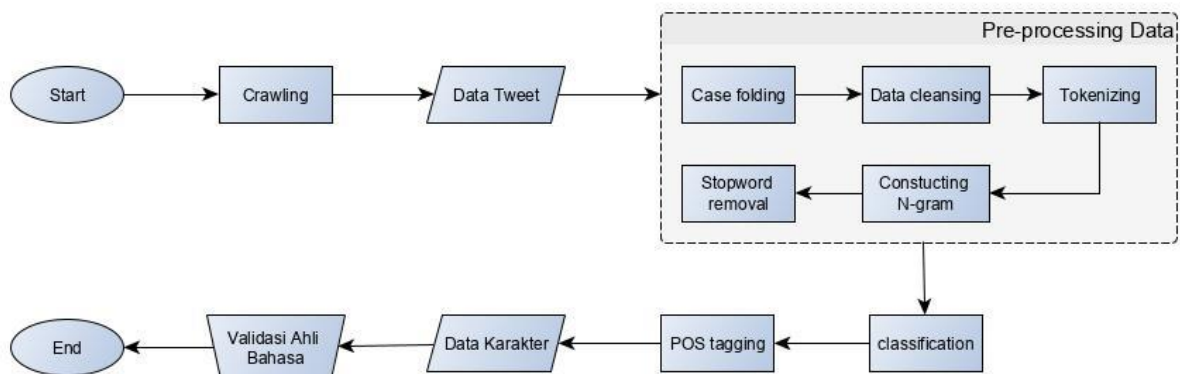 Pre-processing Data
Start
Crawling
Data Tweet
Case folding
Data cleansing
Tokenizing
Stopword
removal
Constucting
N-gram
End
Validasi Ahli
Bahasa
Data Karakter
POS tagging
classification